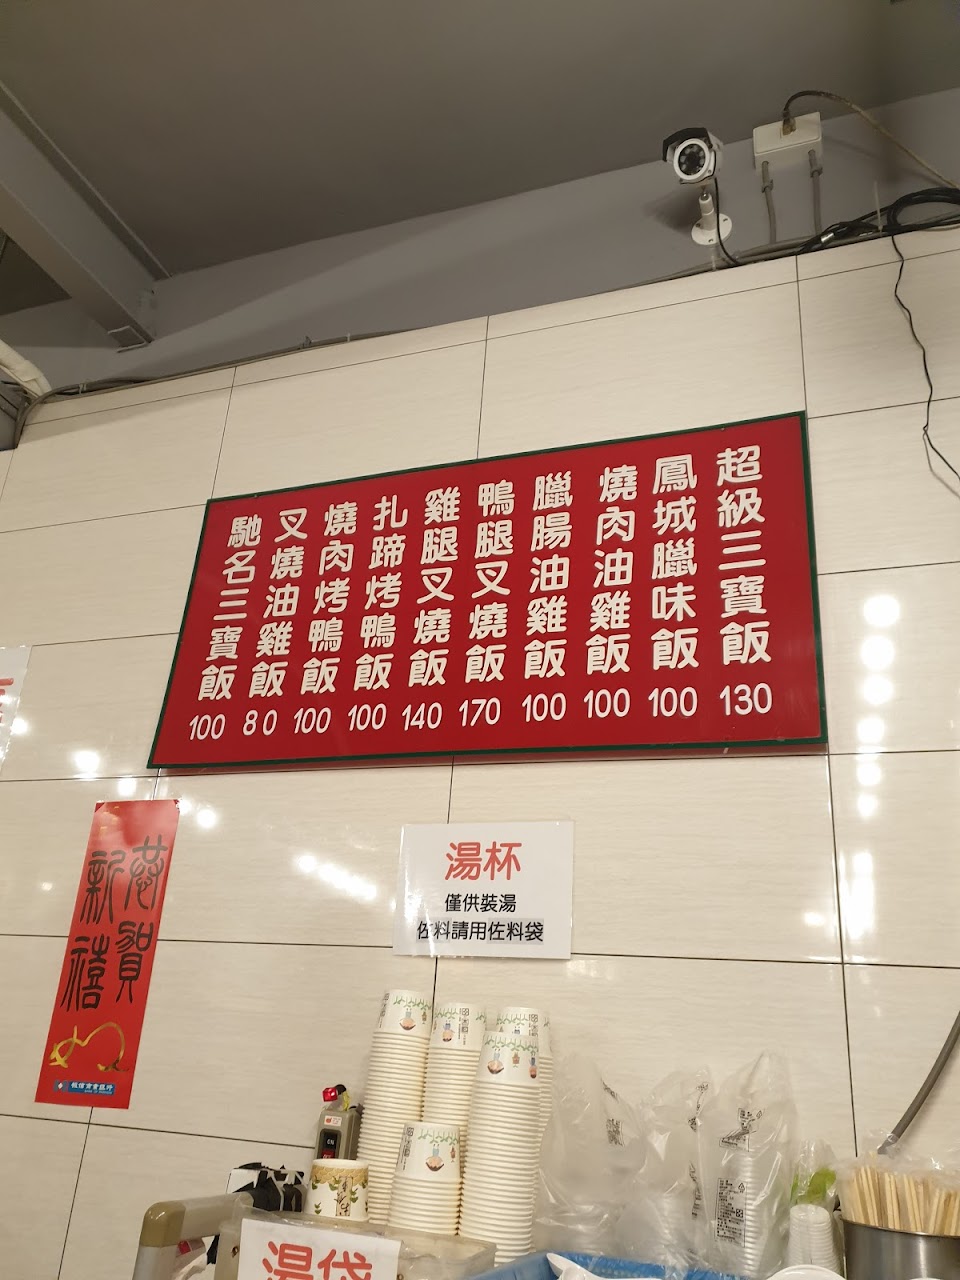 超級三寶飯 130
鳳城臘味飯 100
燒肉油雞飯 100
臘腸油雞飯 100
鴨腿叉燒飯 170
雞腿叉燒飯 140
扎蹄烤鴨飯 100
燒肉烤鴨飯 100
叉燒油雞飯 80
馳名三寶飯 100
湯杯
僅供裝湯
佐料請用佐料袋
恭賀
新禧
湯袋